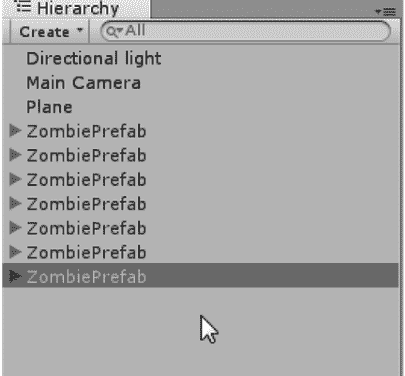 Hierarchy
Create All
Directional light
Main Camera
Plane
ZombiePrefab
ZombiePrefab
ZombiePrefab
ZombiePrefab
ZombiePrefab
ZombiePrefab
ZombiePrefab